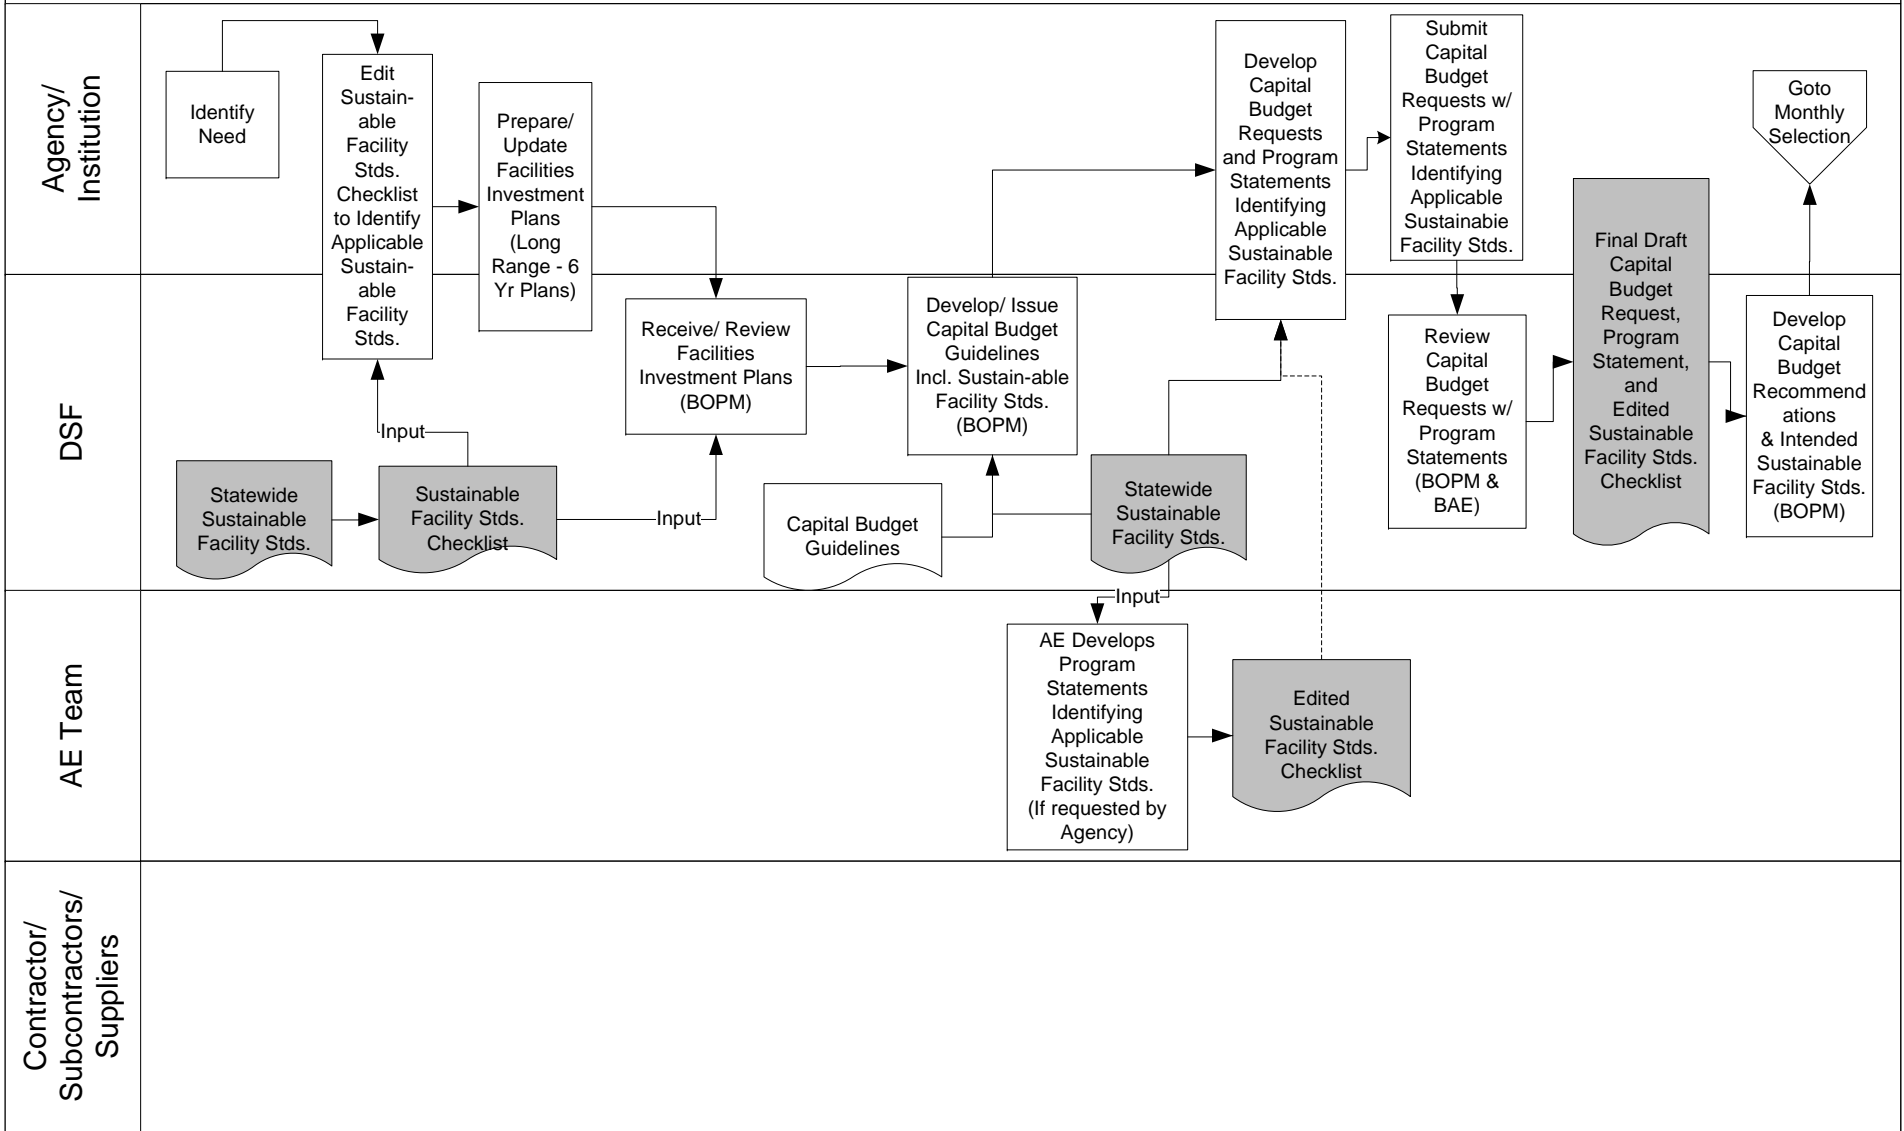 Agency/
Institution
Identify
Need
Edit
Sustain-
able
Facility
Stds.
Checklist
to Identify
Applicable
Sustain-
able
Facility
Stds.
Prepare/
Update
Facilities
Investment
Plans
(Long
Range - 6
Yr Plans)
Develop
Capital
Budget
Requests
and Program
Statements
Identifying
Applicable
Sustainable
Facility Stds.
Submit
Capital
Budget
Requests w/
Program
Statements
Identifying
Applicable
Sustainabie
Facility Stds.
Goto
Monthly
Selection
DSF
Statewide
Sustainable
Facility Stds.
Input
Sustainable
Facility Stds.
Checklist
Input
Receive/ Review
Facilities
Investment Plans
(BOPM)
Develop/ Issue
Capital Budget
Guidelines
Incl. Sustain-able
Facility Stds.
(BOPM)
Capital Budget
Guidelines
Statewide
Sustainable
Facility Stds.
Review
Capital
Budget
Requests w/
Program
Statements
(BOPM &
BAE)
Final Draft
Capital
Budget
Request,
Program
Statement,
and
Edited
Sustainable
Facility Stds.
Checklist
Develop
Capital
Budget
Recommend
ations
& Intended
Sustainable
Facility Stds.
(BOPM)
AE Team
Input
AE Develops
Program
Statements
Identifying
Applicable
Sustainable
Facility Stds.
(If requested by
Agency)
Edited
Sustainable
Facility Stds.
Checklist
Contractor/
Subcontractors/
Suppliers